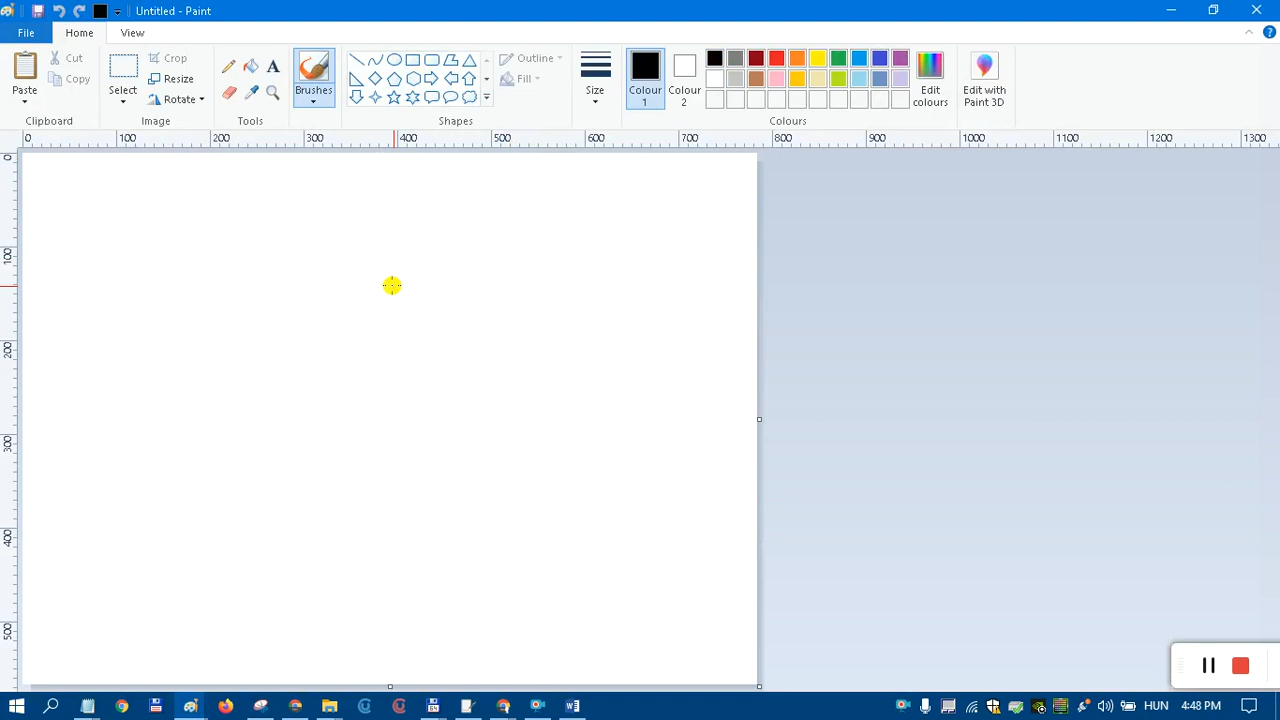 Untitled - Paint
File Home View
Paste
Cut
Copy
Clipboard
Select
Crop
Resize
Rotate
Image
Tools
Brushes
Outline
Fill
Shapes
Size
Colour 1
Colour 2
Edit colours
Colours
Edit with Paint 3D
0 100 200 300 400 500 600 700 800 900 1000 1100 1200 1300
0
100
200
300
400
500
HUN 4:48 PM